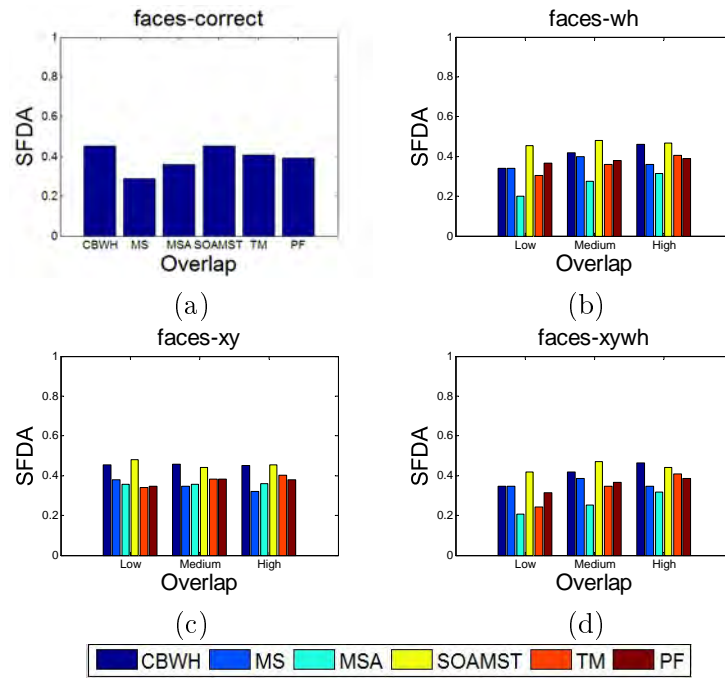 faces-correct
1
0.8
0.6
0.4
0.2
0
SFDA
CBWH MS MSA SOAMST TM PF
Overlap
(a)
faces-wh
1
0.8
0.6
0.4
0.2
0
SFDA
Low Medium High
Overlap
(b)
faces-xy
1
0.8
0.6
0.4
0.2
0
SFDA
Low Medium High
Overlap
(c)
faces-xywh
1
0.8
0.6
0.4
0.2
0
SFDA
Low Medium High
Overlap
(d)
CBWH MS MSA SOAMST TM PF